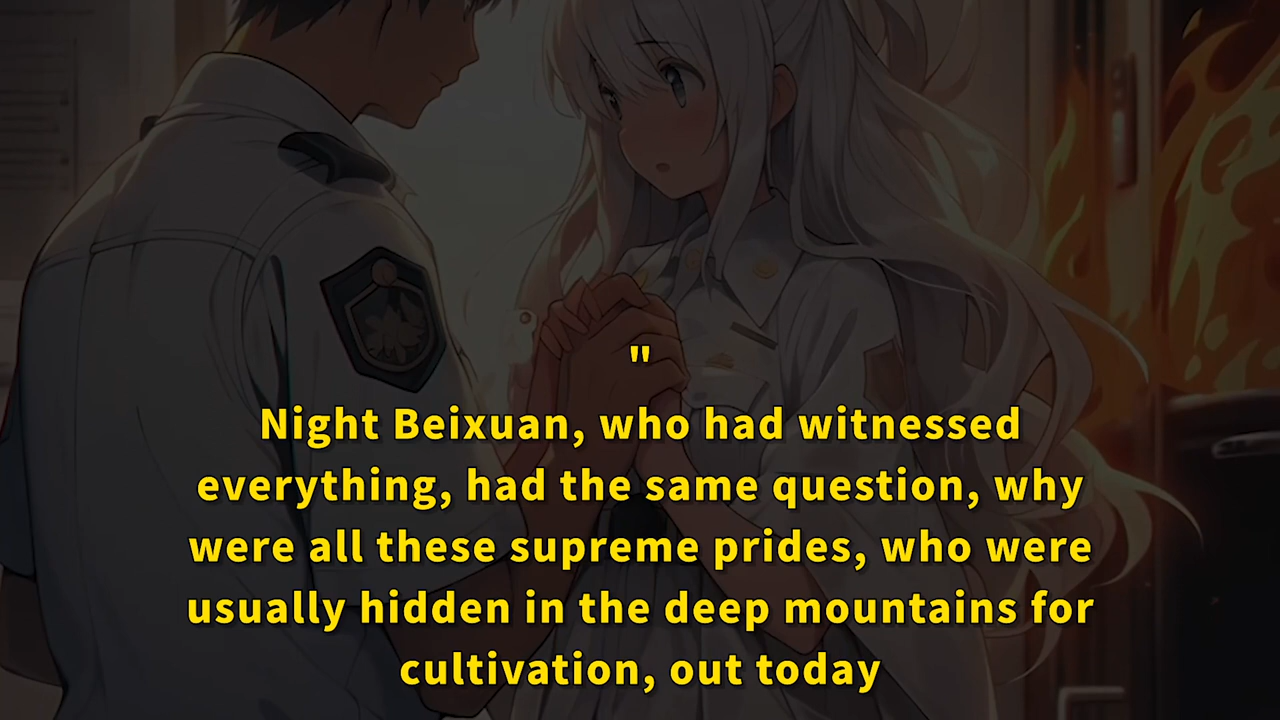 "
Night Beixuan, who had witnessed
everything, had the same question, why
were all these supreme prides, who were
usually hidden in the deep mountains for
cultivation, out today